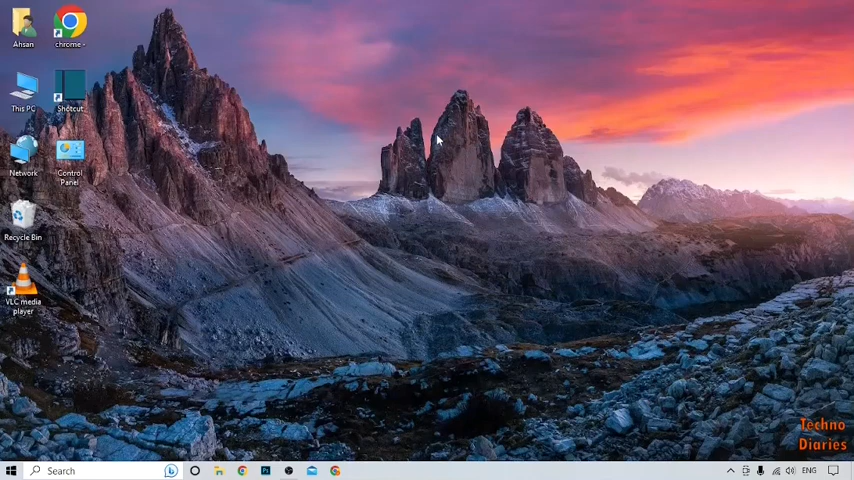 Ahsan
chrome -
This PC
Shotcut
Network
Control
Panel
Recycle Bin
VLC media
player
Techno
Diaries
Search
ENG